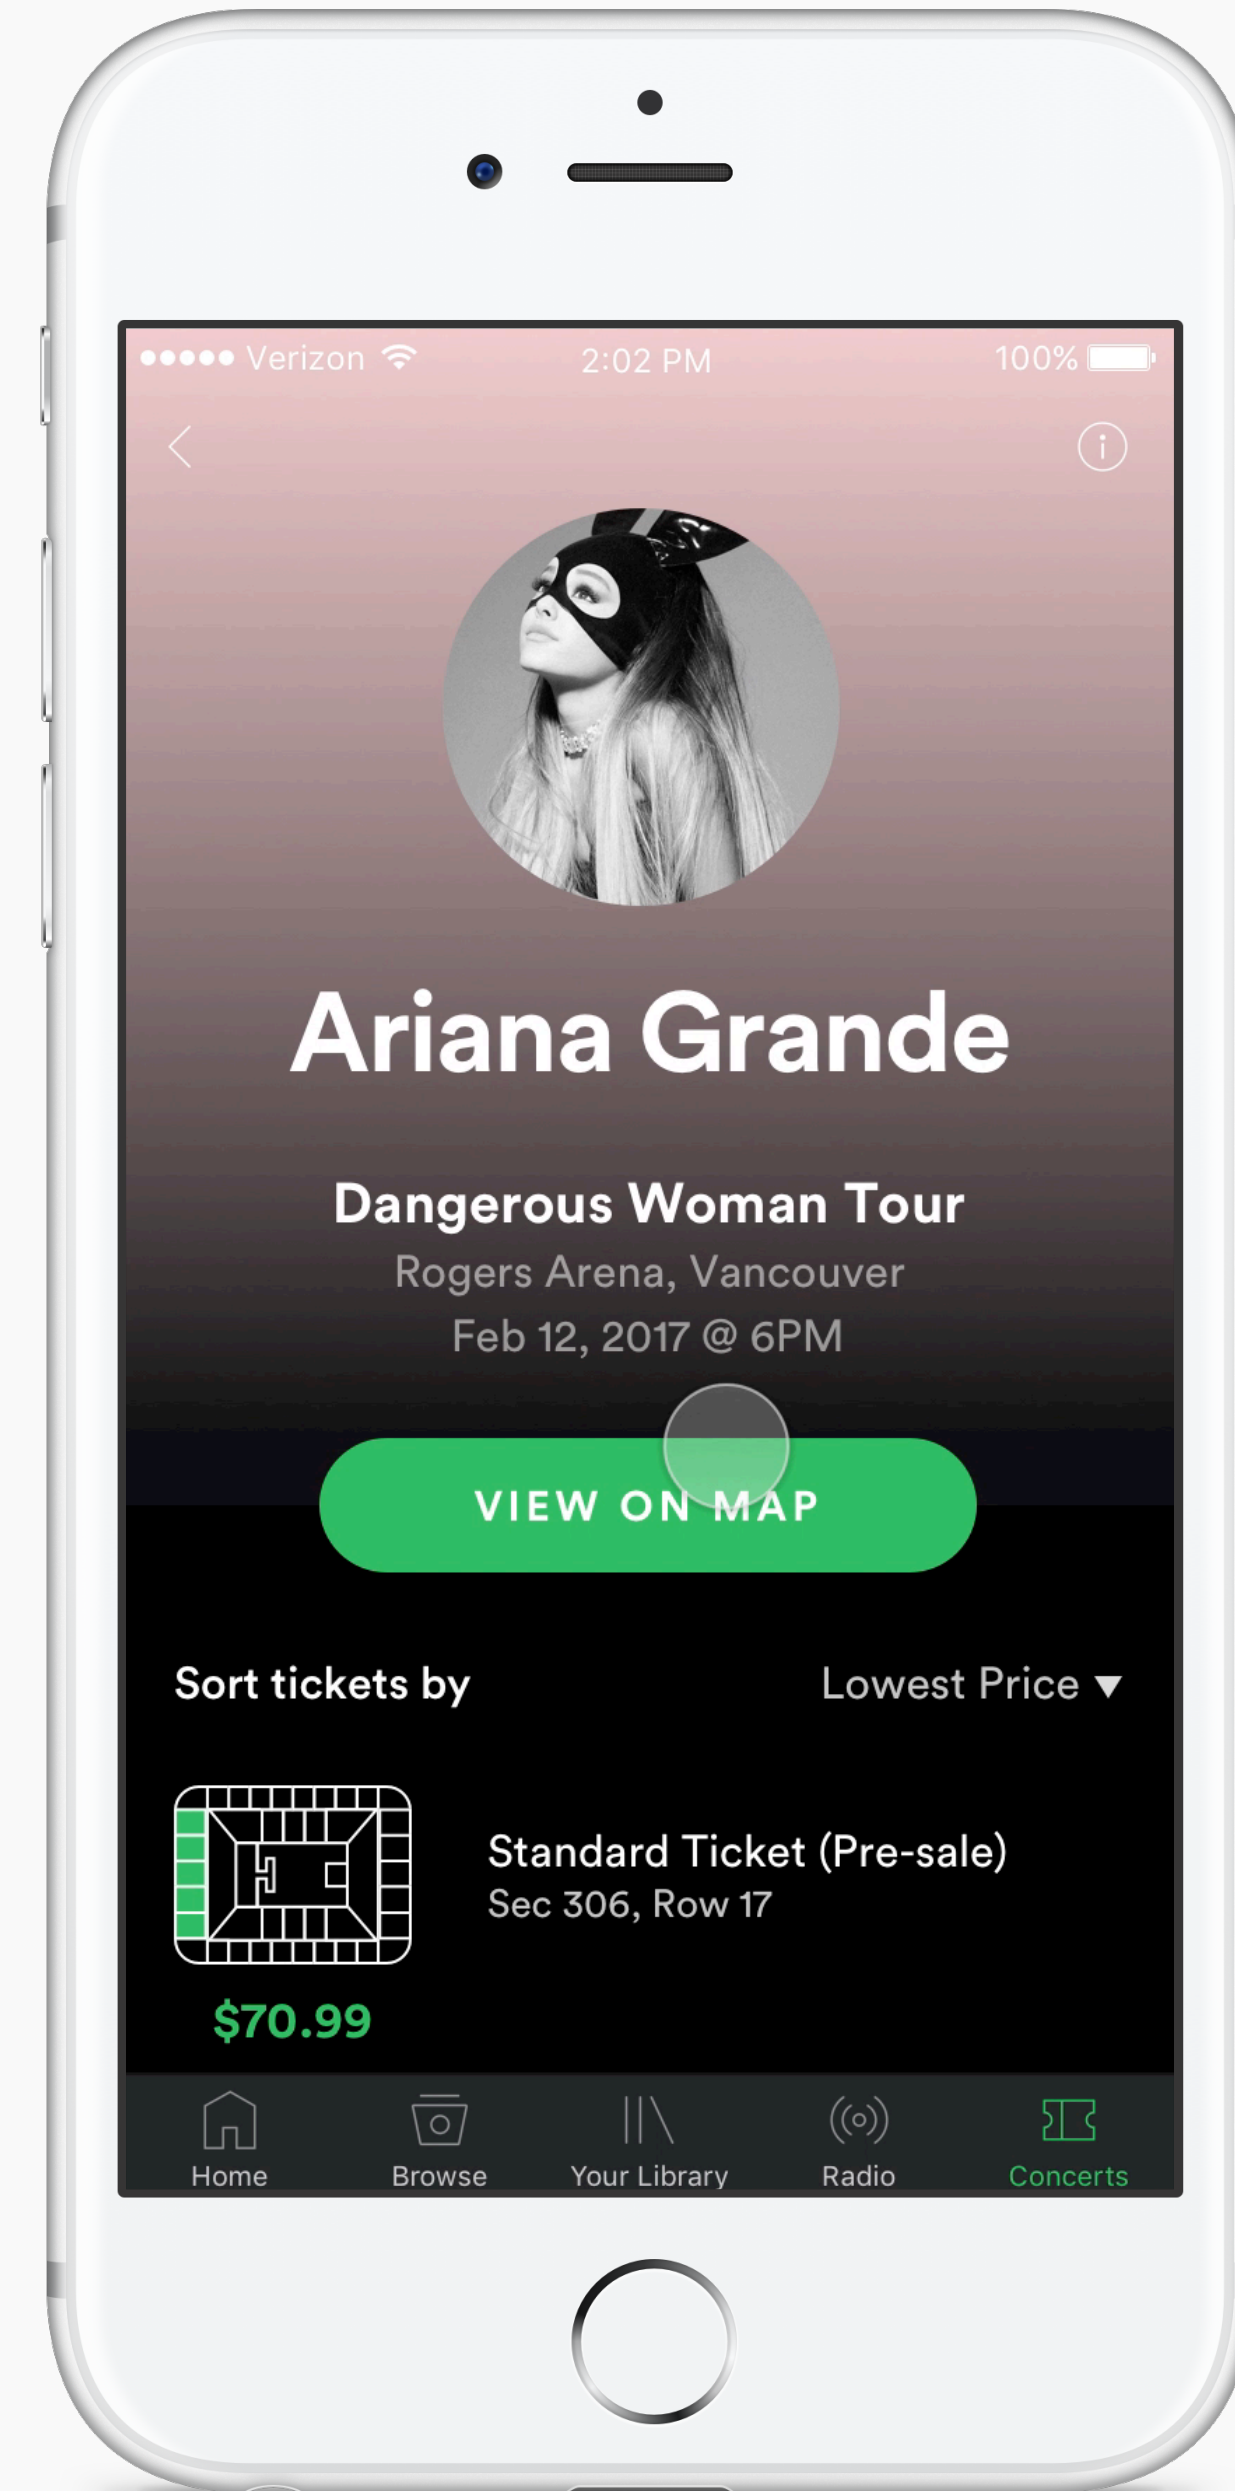 Verizon 2:02 PM 100%
Ariana Grande
Dangerous Woman Tour
Rogers Arena, Vancouver
Feb 12, 2017 @ 6PM
VIEW ON MAP
Sort tickets by Lowest Price
Standard Ticket (Pre-sale)
Sec 306, Row 17
$70.99
Home Browse Your Library Radio Concerts